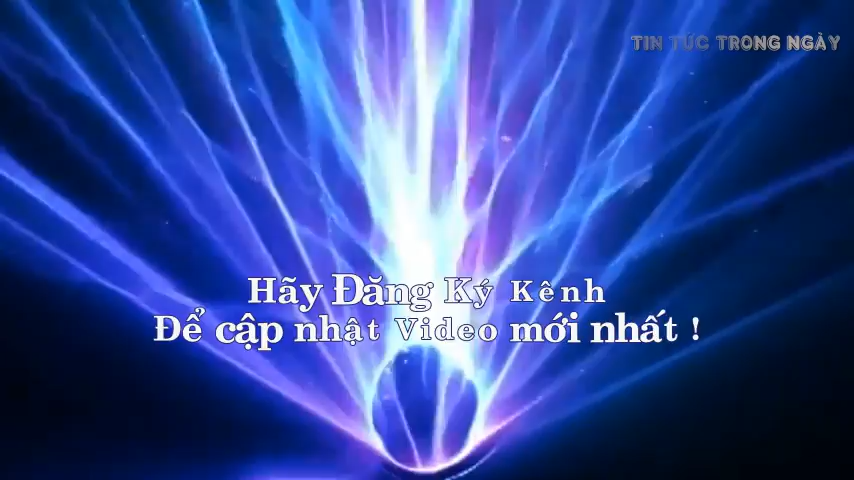 TIN TỨC TRONG NGÀY
Hãy Đăng Ký Kênh
Để cập nhật Video mới nhất !